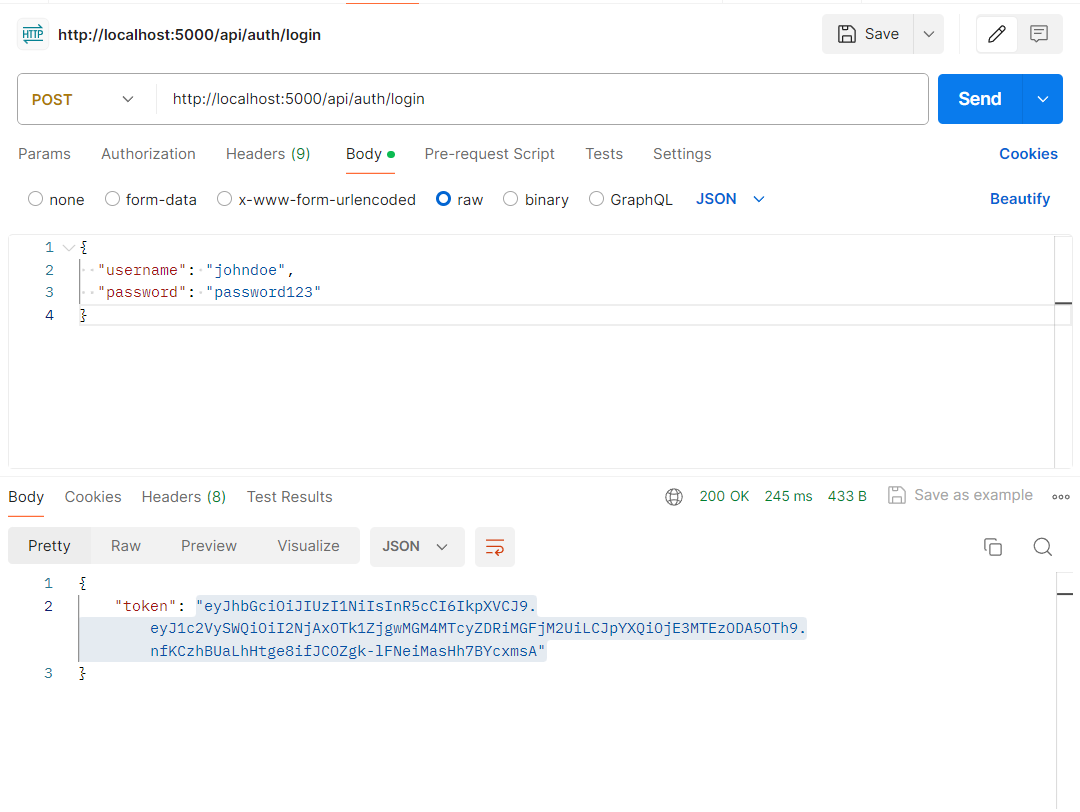 HTTP http://localhost:5000/api/auth/login Save
POST http://localhost:5000/api/auth/login Send
Params Authorization Headers (9) Body Pre-request Script Tests Settings Cookies
none form-data x-www-form-urlencoded raw binary GraphQL JSON Beautify
1 {
2 "username": "johndoe",
3 "password": "password123"
4 }
Body Cookies Headers (8) Test Results 200 OK 245 ms 433 B Save as example
Pretty Raw Preview Visualize JSON
1 {
2 "token": "eyJhbGciOiJIUzI1NiIsInR5cCI6IkpXVCJ9.
eyJ1c2VySWQiOiI2NjAxOTk1ZjgwMGM4MTcyZDRiMGFjM2UiLCJpYXQiOjE3MTEzODA5OTh9.
nfKCzhBUaLhHtge8ifJCOZgk-lFNeiMasHh7BYcxmsA"
3 }